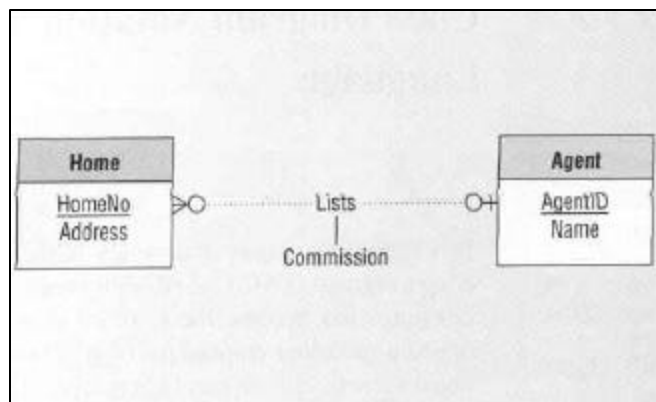 Home
HomeNo
Address
Lists
Commission
Agent
AgentID
Name